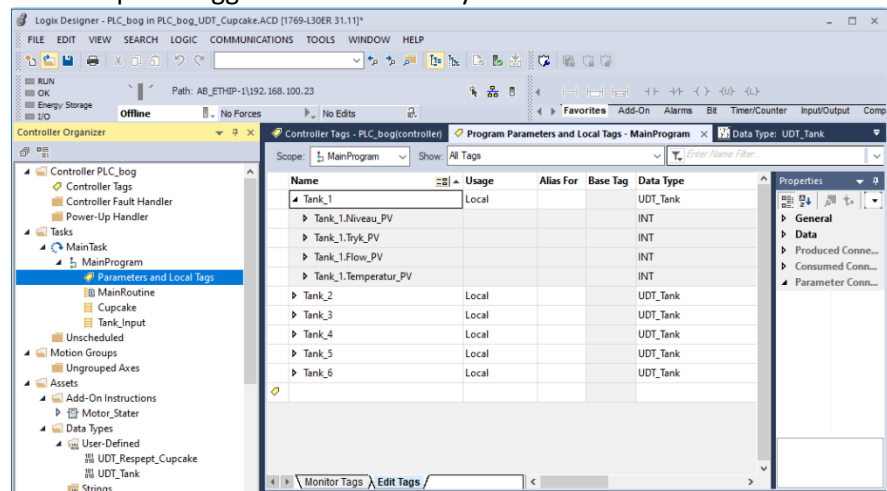 Logix Designer - PLC_bog in PLC_bog_UDT_Cupcake.ACD [1769-L30ER 31.11]*
FILE EDIT VIEW SEARCH LOGIC COMMUNICATIONS TOOLS WINDOW HELP
RUN
OK
Energy Storage
I/O
Path: AB_ETHIP-1\192.168.100.23
Offline
No Forces
No Edits
Favorites Add-On Alarms Bit Timer/Counter Input/Output Comp
Controller Organizer
Controller PLC_bog
Controller Tags
Controller Fault Handler
Power-Up Handler
Tasks
MainTask
MainProgram
Parameters and Local Tags
MainRoutine
Cupcake
Tank_Input
Unscheduled
Motion Groups
Ungrouped Axes
Assets
Add-On Instructions
Motor_Stater
Data Types
User-Defined
UDT_Respept_Cupcake
UDT_Tank
Strings
Controller Tags - PLC_bog(controller) Program Parameters and Local Tags - MainProgram Data Type: UDT_Tank
Scope: MainProgram Show: All Tags Enter Name Filter...
Name Usage Alias For Base Tag Data Type
Tank_1 Local UDT_Tank
Tank_1.Niveau_PV INT
Tank_1.Tryk_PV INT
Tank_1.Flow_PV INT
Tank_1.Temperatur_PV INT
Tank_2 Local UDT_Tank
Tank_3 Local UDT_Tank
Tank_4 Local UDT_Tank
Tank_5 Local UDT_Tank
Tank_6 Local UDT_Tank
Monitor Tags Edit Tags
Properties
General
Data
Produced Conne...
Consumed Conn...
Parameter Conn...